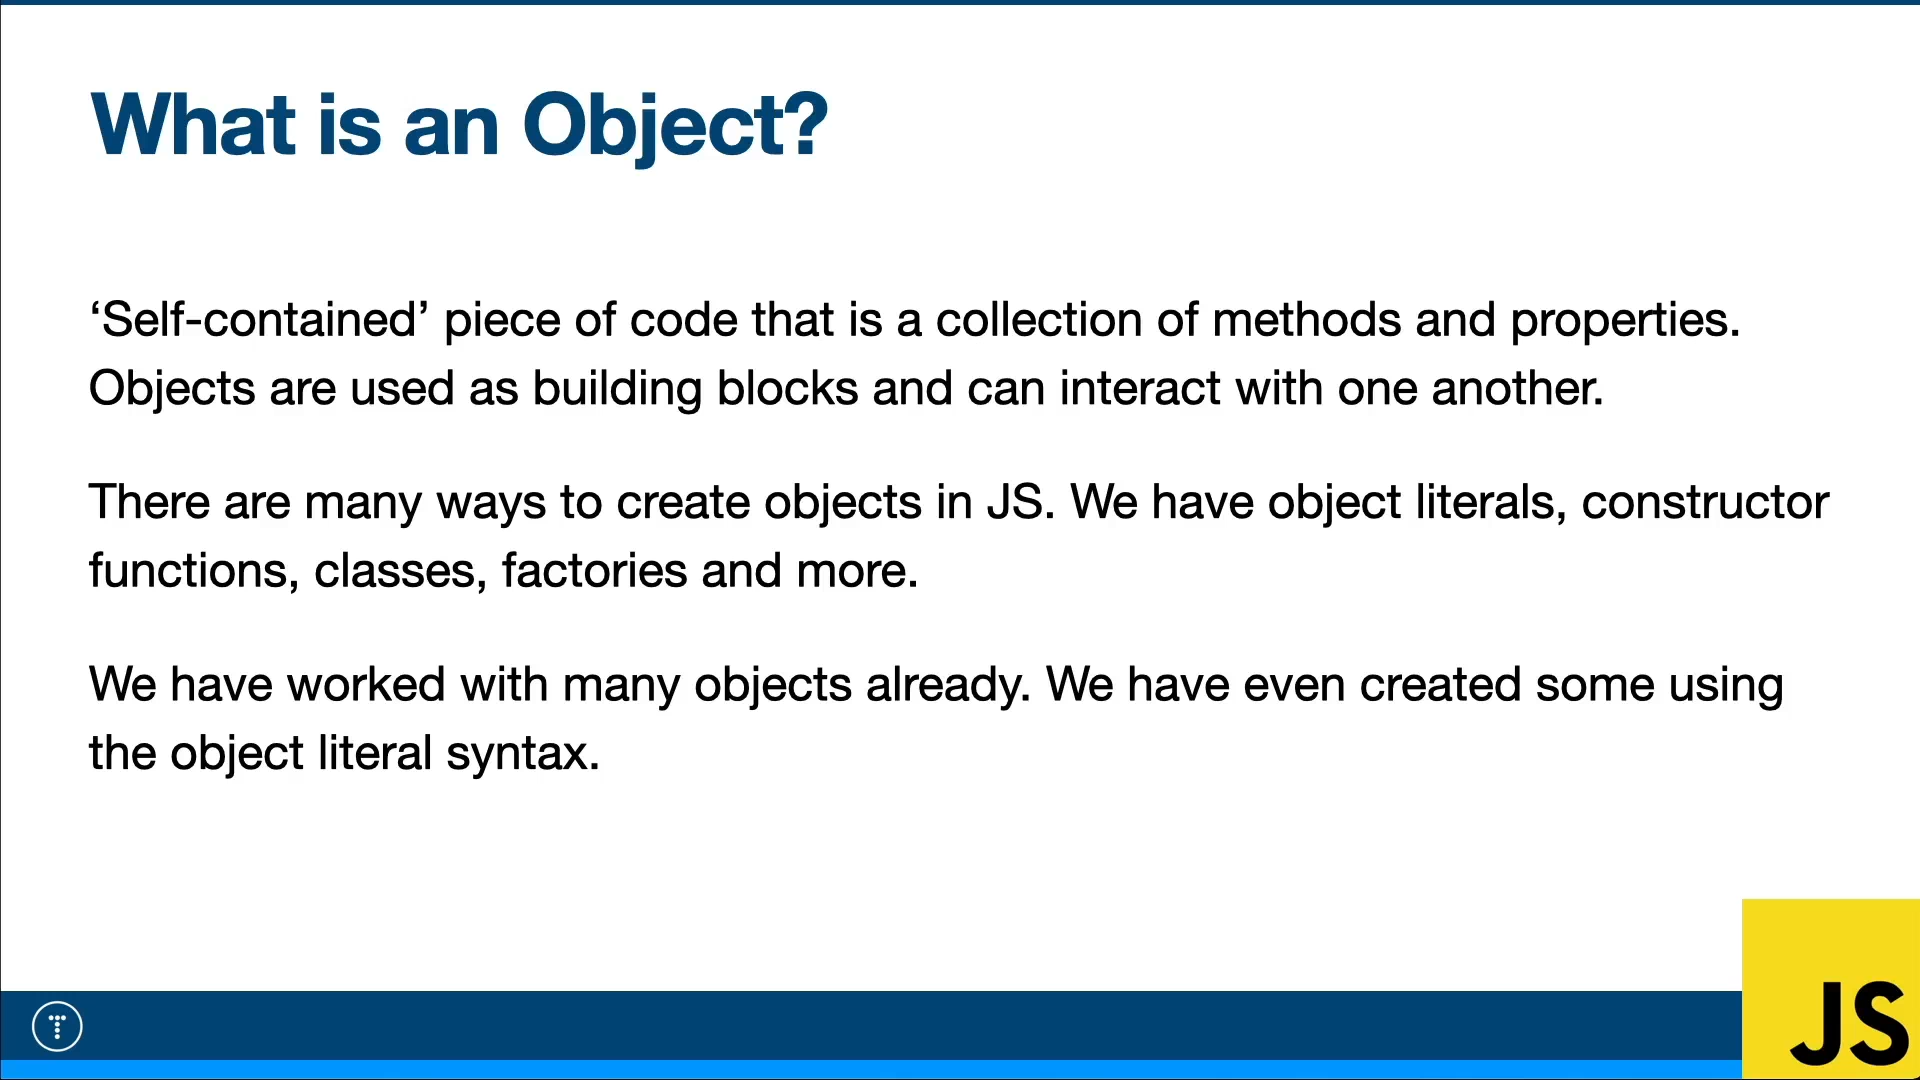 What is an Object?
‘Self-contained’ piece of code that is a collection of methods and properties.
Objects are used as building blocks and can interact with one another.
There are many ways to create objects in JS. We have object literals, constructor
functions, classes, factories and more.
We have worked with many objects already. We have even created some using
the object literal syntax.
T
JS